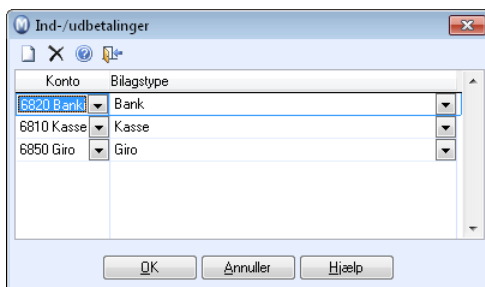 Ind-/udbetalinger
Konto Bilagstype
6820 Banki Bank
6810 Kasse Kasse
6850 Giro Giro
OK Annuller Hjælp